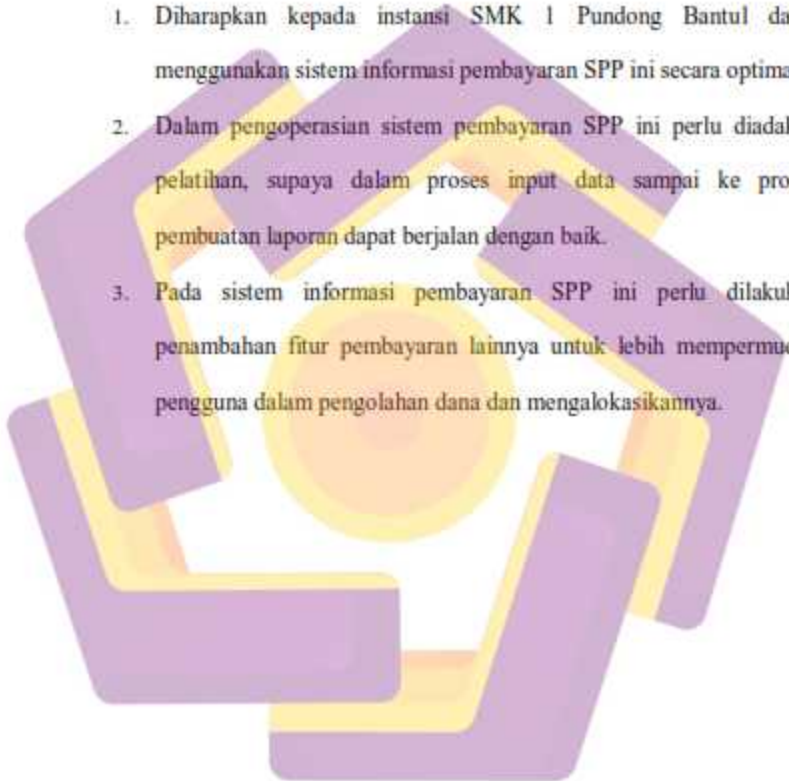 1. Diharapkan kepada instansi SMK 1 Pundong Bantul da
menggunakan sistem informasi pembayaran SPP ini secara optima
2. Dalam pengoperasian sistem pembayaran SPP ini perlu diadal
pelatihan, supaya dalam proses input data sampai ke pro
pembuatan laporan dapat berjalan dengan baik.
3. Pada sistem informasi pembayaran SPP ini perlu dilakul
penambahan fitur pembayaran lainnya untuk lebih mempermud
pengguna dalam pengolahan dana dan mengalokasikannya.